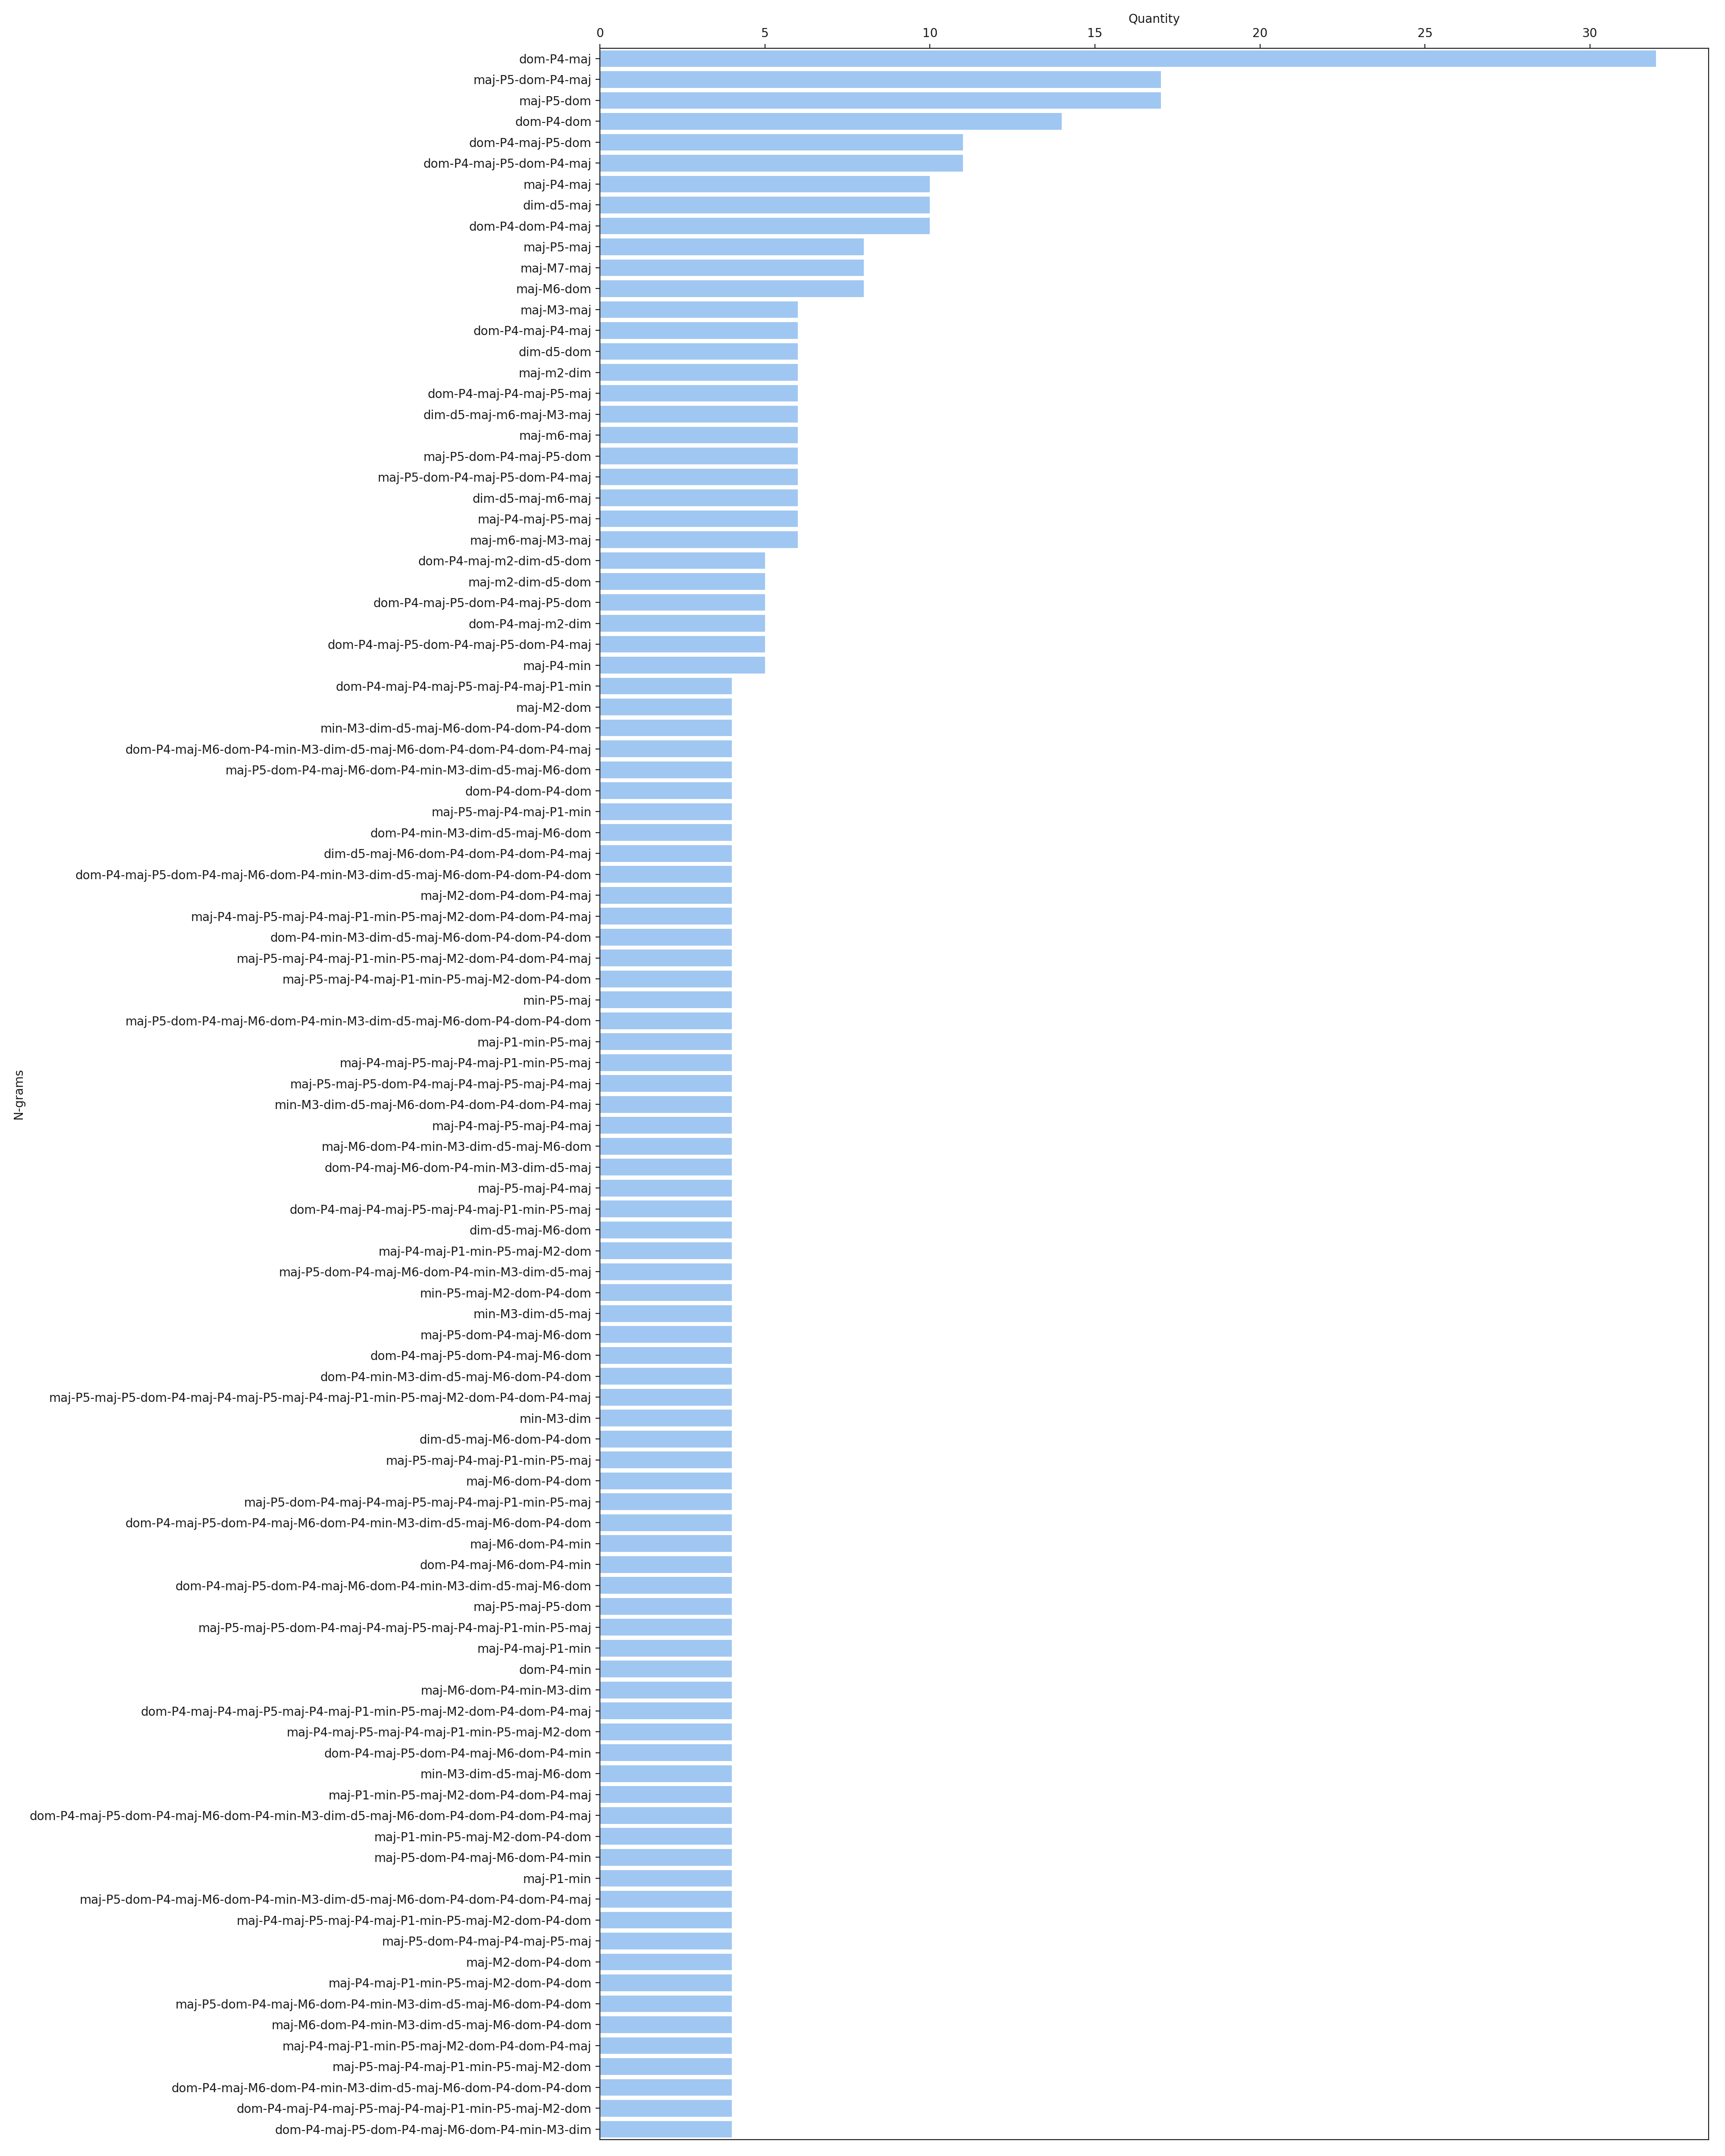 Quantity
0 5 10 15 20 25 30
dom-P4-maj
maj-P5-dom-P4-maj
maj-P5-dom
dom-P4-dom
dom-P4-maj-P5-dom
dom-P4-maj-P5-dom-P4-maj
maj-P4-maj
dim-d5-maj
dom-P4-dom-P4-maj
maj-P5-maj
maj-M7-maj
maj-M6-dom
maj-M3-maj
dom-P4-maj-P4-maj
dim-d5-dom
maj-m2-dim
dom-P4-maj-P4-maj-P5-maj
dim-d5-maj-m6-maj-M3-maj
maj-m6-maj
maj-P5-dom-P4-maj-P5-dom
maj-P5-dom-P4-maj-P5-dom-P4-maj
dim-d5-maj-m6-maj
maj-P4-maj-P5-maj
maj-m6-maj-M3-maj
dom-P4-maj-m2-dim-d5-dom
maj-m2-dim-d5-dom
dom-P4-maj-P5-dom-P4-maj-P5-dom
dom-P4-maj-m2-dim
dom-P4-maj-P5-dom-P4-maj-P5-dom-P4-maj
maj-P4-min
dom-P4-maj-P4-maj-P5-maj-P4-maj-P1-min
maj-M2-dom
min-M3-dim-d5-maj-M6-dom-P4-dom-P4-dom
dom-P4-maj-M6-dom-P4-min-M3-dim-d5-maj-M6-dom-P4-dom-P4-dom-P4-maj
maj-P5-dom-P4-maj-M6-dom-P4-min-M3-dim-d5-maj-M6-dom
dom-P4-dom-P4-dom
maj-P5-maj-P4-maj-P1-min
dom-P4-min-M3-dim-d5-maj-M6-dom
dim-d5-maj-M6-dom-P4-dom-P4-dom-P4-maj
dom-P4-maj-P5-dom-P4-maj-M6-dom-P4-min-M3-dim-d5-maj-M6-dom-P4-dom-P4-dom
maj-M2-dom-P4-dom-P4-maj
maj-P4-maj-P5-maj-P4-maj-P1-min-P5-maj-M2-dom-P4-dom-P4-maj
dom-P4-min-M3-dim-d5-maj-M6-dom-P4-dom-P4-dom
maj-P5-maj-P4-maj-P1-min-P5-maj-M2-dom-P4-dom-P4-maj
maj-P5-maj-P4-maj-P1-min-P5-maj-M2-dom-P4-dom
min-P5-maj
maj-P5-dom-P4-maj-M6-dom-P4-min-M3-dim-d5-maj-M6-dom-P4-dom-P4-dom
maj-P1-min-P5-maj
maj-P4-maj-P5-maj-P4-maj-P1-min-P5-maj
maj-P5-maj-P5-dom-P4-maj-P4-maj-P5-maj-P4-maj
min-M3-dim-d5-maj-M6-dom-P4-dom-P4-dom-P4-maj
maj-P4-maj-P5-maj-P4-maj
maj-M6-dom-P4-min-M3-dim-d5-maj-M6-dom
dom-P4-maj-M6-dom-P4-min-M3-dim-d5-maj
maj-P5-maj-P4-maj
dom-P4-maj-P4-maj-P5-maj-P4-maj-P1-min-P5-maj
dim-d5-maj-M6-dom
maj-P4-maj-P1-min-P5-maj-M2-dom
maj-P5-dom-P4-maj-M6-dom-P4-min-M3-dim-d5-maj
min-P5-maj-M2-dom-P4-dom
min-M3-dim-d5-maj
maj-P5-dom-P4-maj-M6-dom
dom-P4-maj-P5-dom-P4-maj-M6-dom
dom-P4-min-M3-dim-d5-maj-M6-dom-P4-dom
maj-P5-maj-P5-dom-P4-maj-P4-maj-P5-maj-P4-maj-P1-min-P5-maj-M2-dom-P4-dom-P4-maj
min-M3-dim
dim-d5-maj-M6-dom-P4-dom
maj-P5-maj-P4-maj-P1-min-P5-maj
maj-M6-dom-P4-dom
maj-P5-dom-P4-maj-P4-maj-P5-maj-P4-maj-P1-min-P5-maj
dom-P4-maj-P5-dom-P4-maj-M6-dom-P4-min-M3-dim-d5-maj-M6-dom-P4-dom
maj-M6-dom-P4-min
dom-P4-maj-M6-dom-P4-min
dom-P4-maj-P5-dom-P4-maj-M6-dom-P4-min-M3-dim-d5-maj-M6-dom
maj-P5-maj-P5-dom
maj-P5-maj-P5-dom-P4-maj-P4-maj-P5-maj-P4-maj-P1-min-P5-maj
maj-P4-maj-P1-min
dom-P4-min
maj-M6-dom-P4-min-M3-dim
dom-P4-maj-P4-maj-P5-maj-P4-maj-P1-min-P5-maj-M2-dom-P4-dom-P4-maj
maj-P4-maj-P5-maj-P4-maj-P1-min-P5-maj-M2-dom
dom-P4-maj-P5-dom-P4-maj-M6-dom-P4-min
min-M3-dim-d5-maj-M6-dom
maj-P1-min-P5-maj-M2-dom-P4-dom-P4-maj
dom-P4-maj-P5-dom-P4-maj-M6-dom-P4-min-M3-dim-d5-maj-M6-dom-P4-dom-P4-dom-P4-maj
maj-P1-min-P5-maj-M2-dom-P4-dom
maj-P5-dom-P4-maj-M6-dom-P4-min
maj-P1-min
maj-P5-dom-P4-maj-M6-dom-P4-min-M3-dim-d5-maj-M6-dom-P4-dom-P4-dom-P4-maj
maj-P4-maj-P5-maj-P4-maj-P1-min-P5-maj-M2-dom-P4-dom
maj-P5-dom-P4-maj-P4-maj-P5-maj
maj-M2-dom-P4-dom
maj-P4-maj-P1-min-P5-maj-M2-dom-P4-dom
maj-P5-dom-P4-maj-M6-dom-P4-min-M3-dim-d5-maj-M6-dom-P4-dom
maj-M6-dom-P4-min-M3-dim-d5-maj-M6-dom-P4-dom
maj-P4-maj-P1-min-P5-maj-M2-dom-P4-dom-P4-maj
maj-P5-maj-P4-maj-P1-min-P5-maj-M2-dom
dom-P4-maj-M6-dom-P4-min-M3-dim-d5-maj-M6-dom-P4-dom-P4-dom
dom-P4-maj-P4-maj-P5-maj-P4-maj-P1-min-P5-maj-M2-dom
dom-P4-maj-P5-dom-P4-maj-M6-dom-P4-min-M3-dim
N-grams